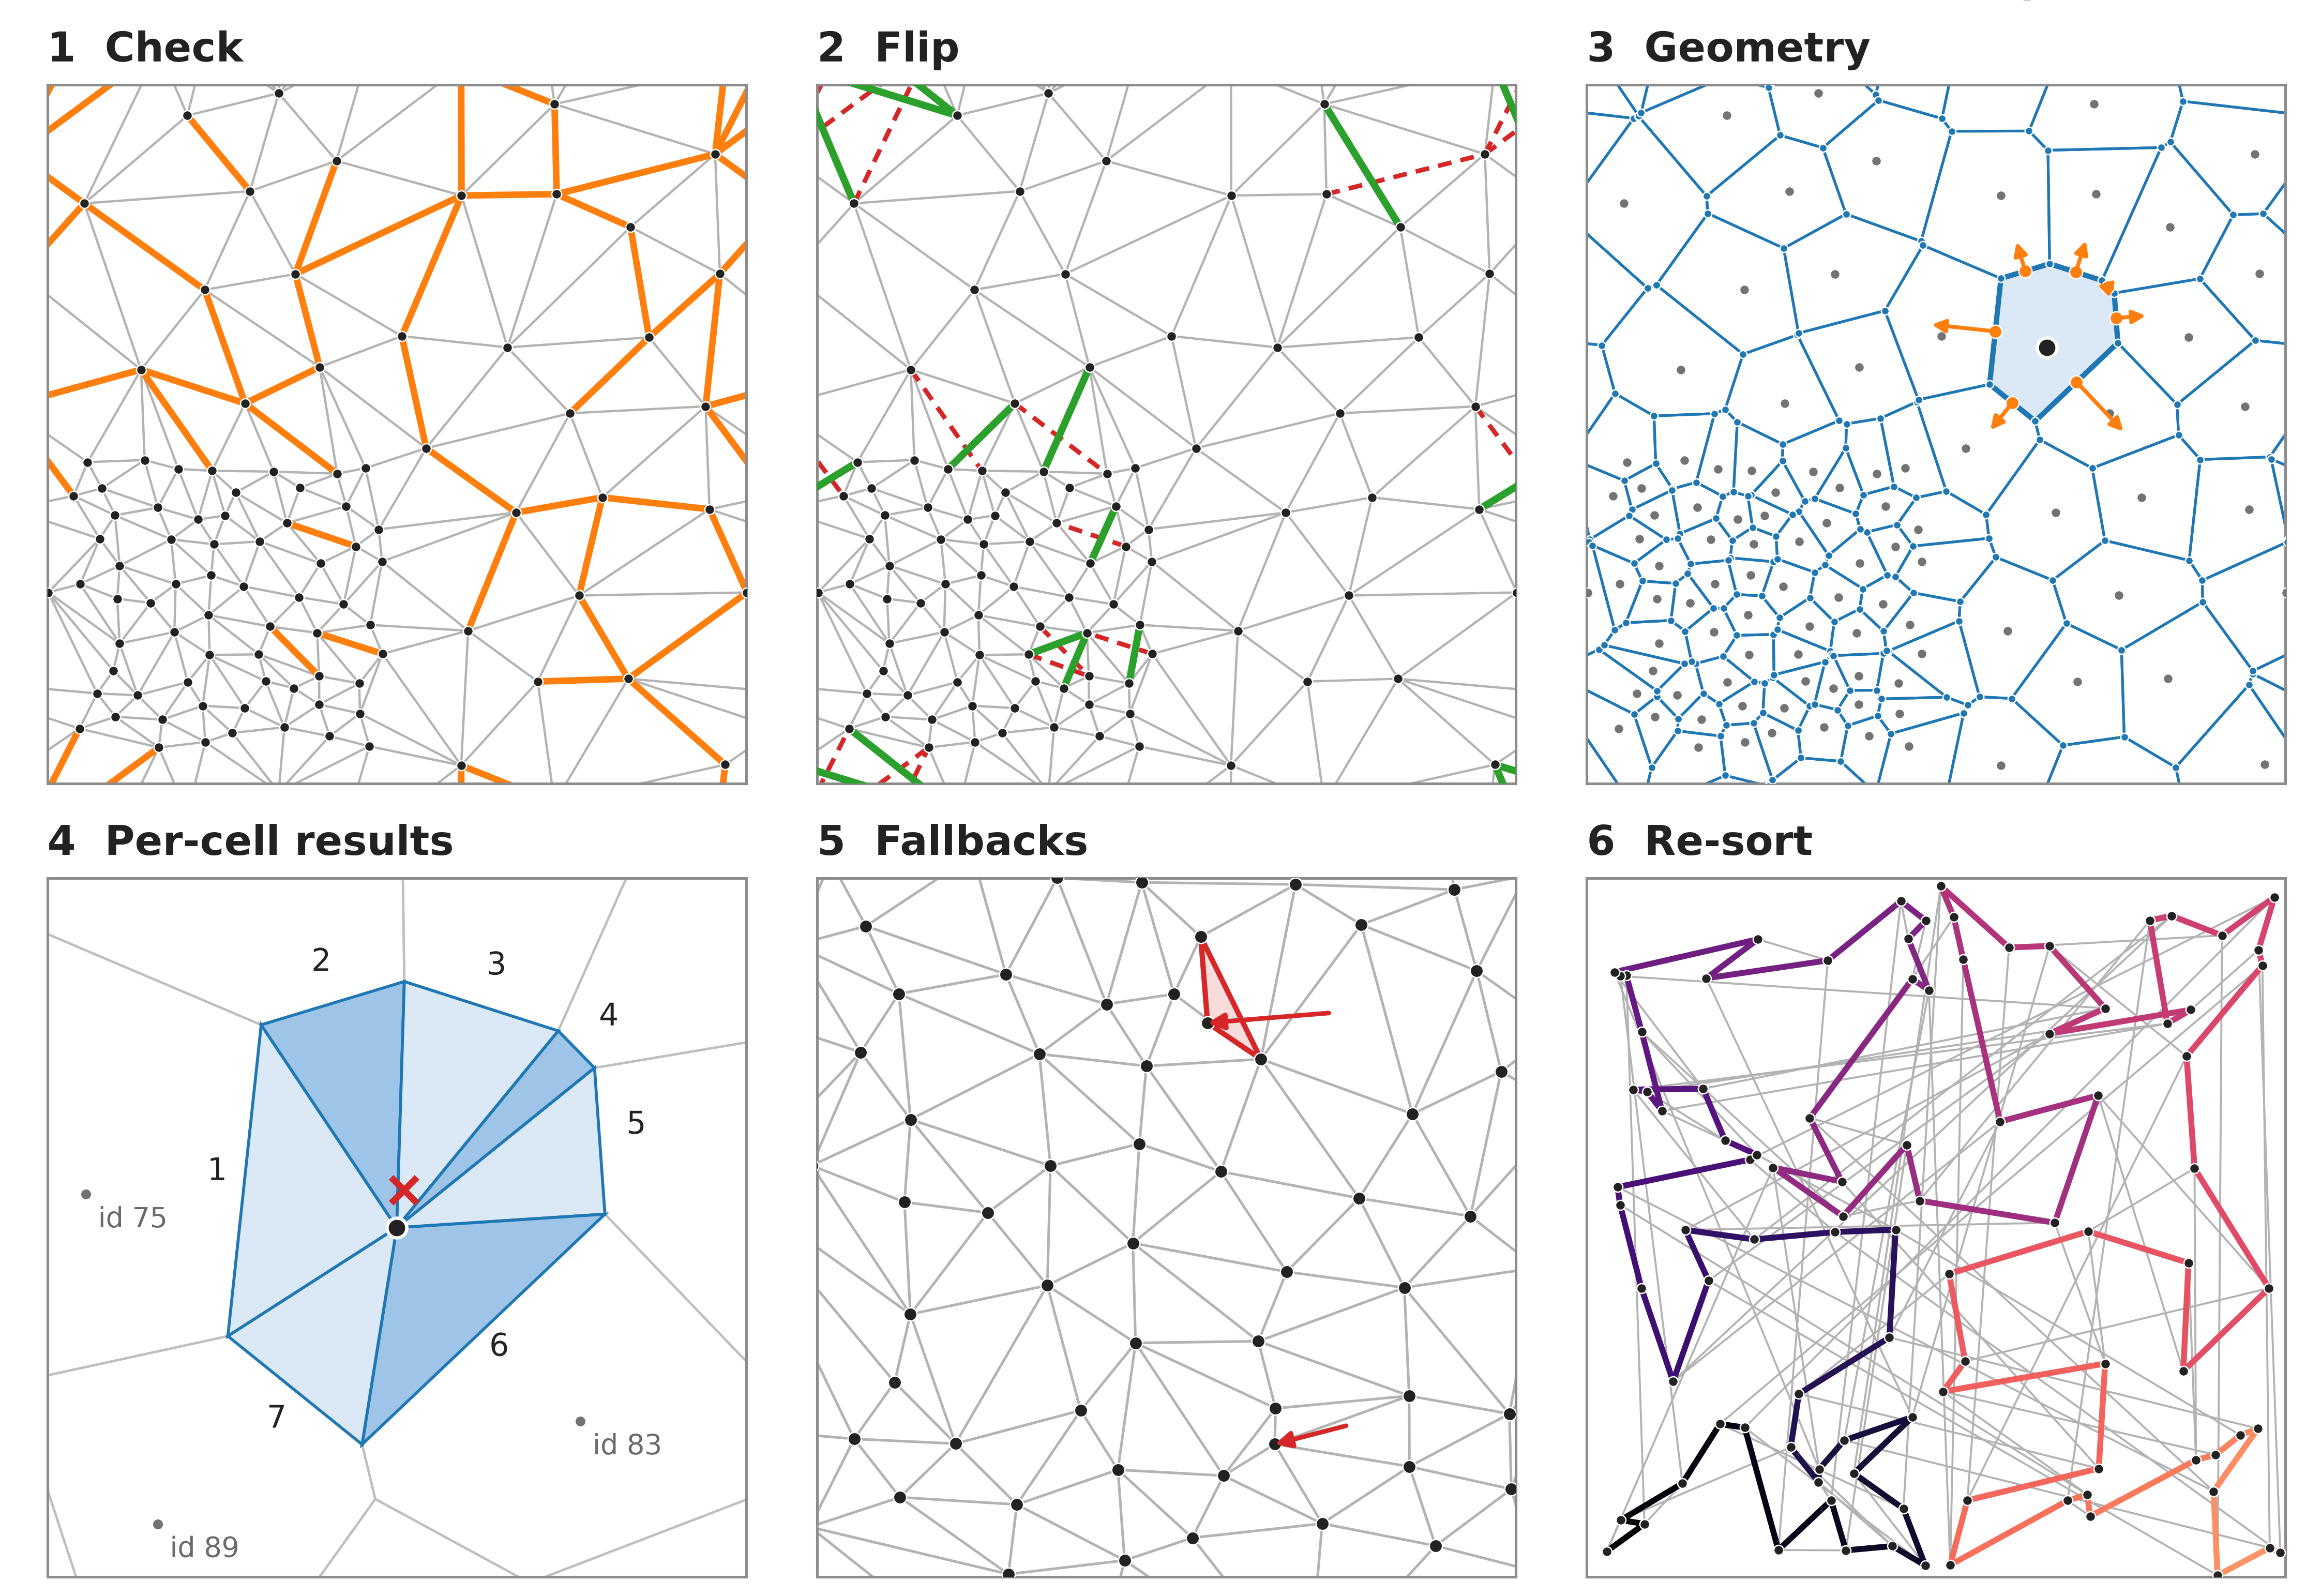 1 Check
2 Flip
3 Geometry
4 Per-cell results
5 Fallbacks
6 Re-sort
2
3
4
5
1
id 75
6
7
id 83
id 89